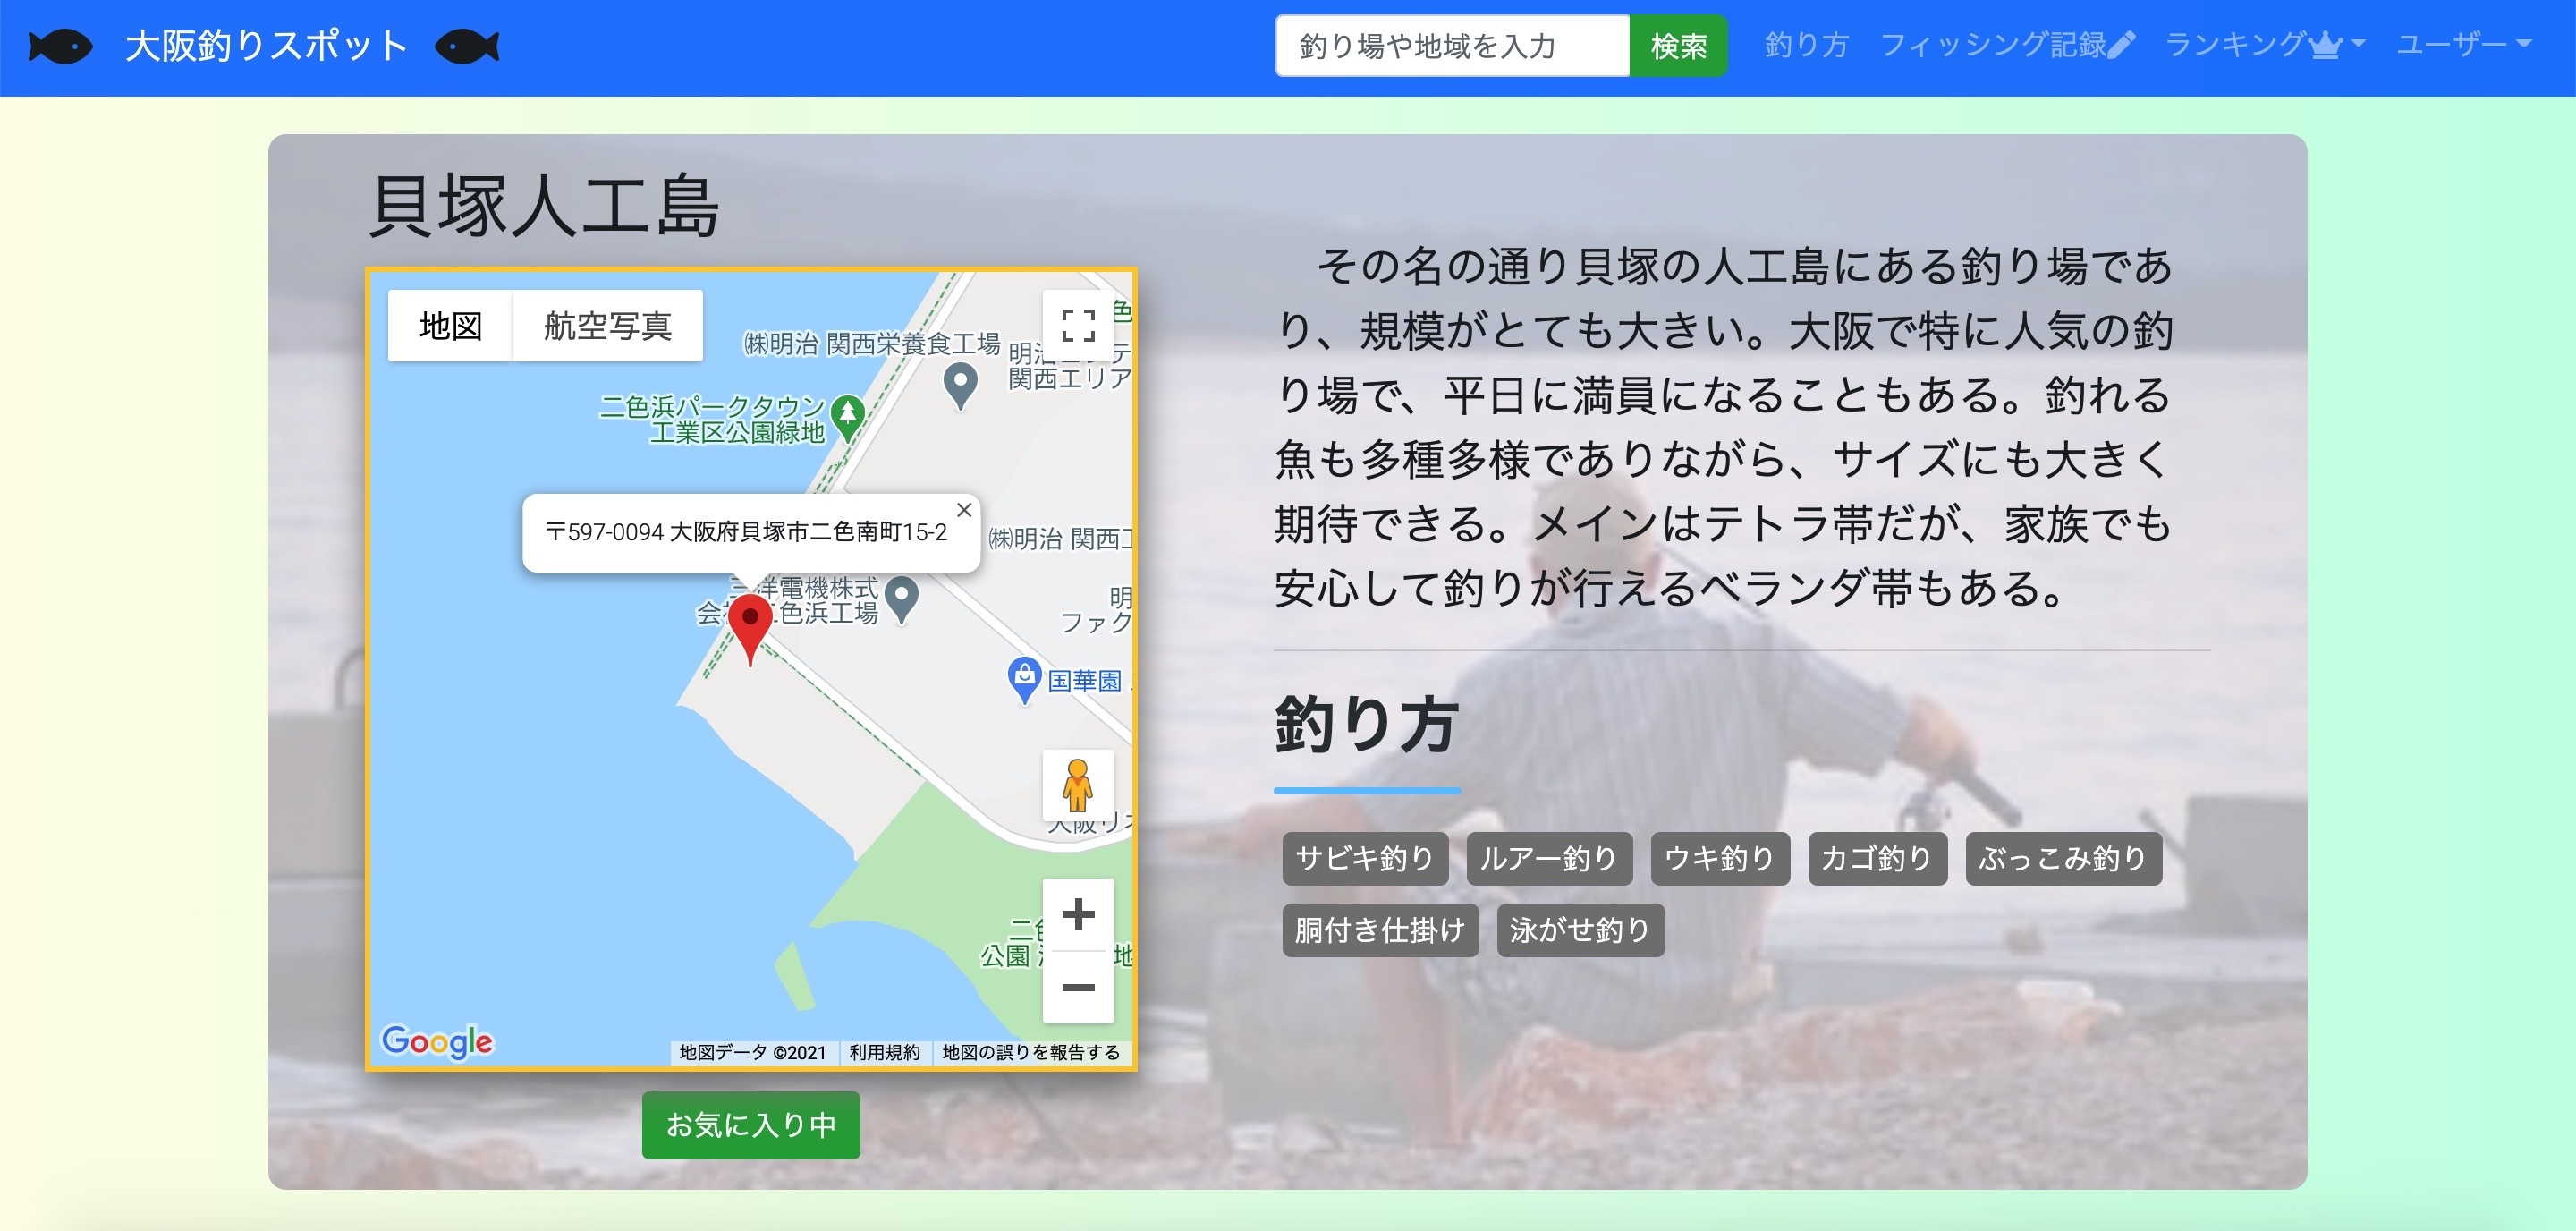 大阪釣りスポット
釣り場や地域を入力 検索 釣り方 フィッシング記録 ランキング ユーザー
貝塚人工島
地図 航空写真
㈱明治 関西栄養食工場
関西エリア
二色浜パークタウン
工業区公園緑地
〒597-0094 大阪府貝塚市二色南町15-2
㈱明治 関西
洋電機株式
色浜工場
明
ファク
国華園
公園
Google
地図データ ©2021 利用規約 地図の誤りを報告する
お気に入り中
その名の通り貝塚の人工島にある釣り場であ
り、規模がとても大きい。大阪で特に人気の釣
り場で、平日に満員になることもある。釣れる
魚も多種多様でありながら、サイズにも大きく
期待できる。メインはテトラ帯だが、家族でも
安心して釣りが行えるベランダ帯もある。
釣り方
サビキ釣り ルアー釣り ウキ釣り カゴ釣り ぶっこみ釣り
胴付き仕掛け 泳がせ釣り